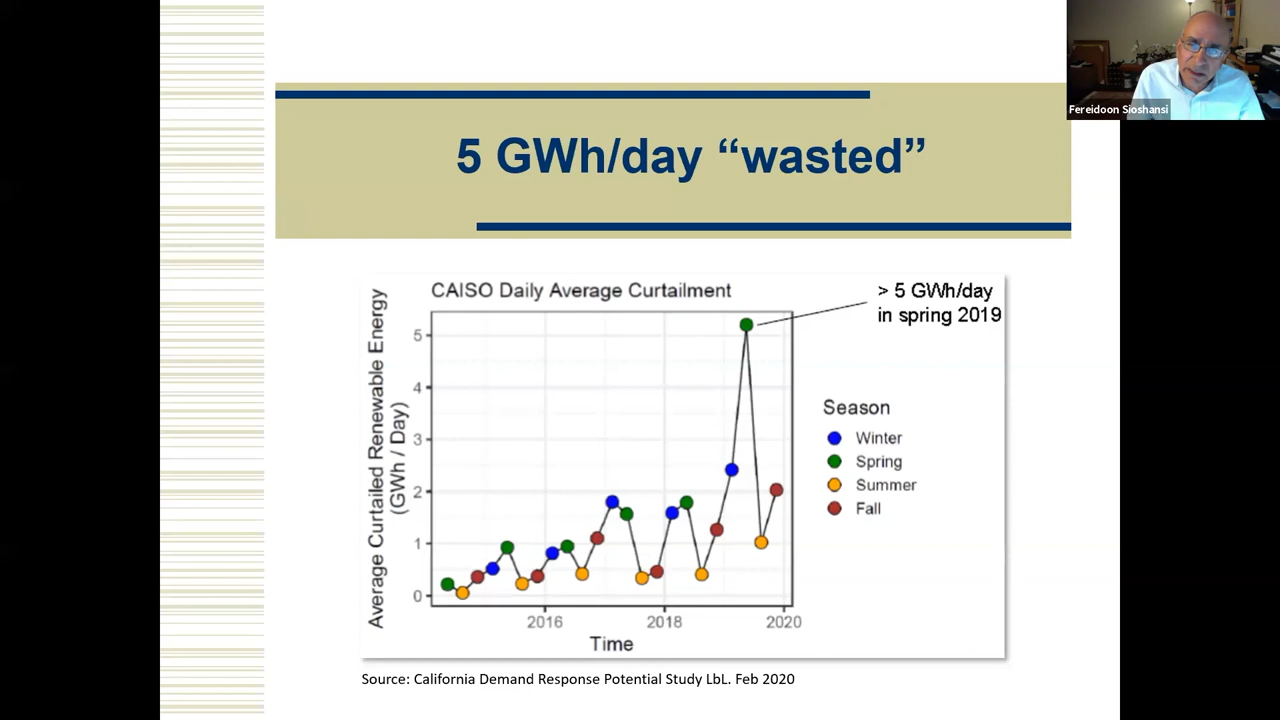 Fereidoon Sioshansi
5 GWh/day “wasted”
CAISO Daily Average Curtailment
> 5 GWh/day
in spring 2019
Average Curtailed Renewable Energy
(GWh / Day)
5
4
3
2
1
0
2016
2018
2020
Time
Season
Winter
Spring
Summer
Fall
Source: California Demand Response Potential Study LbL. Feb 2020